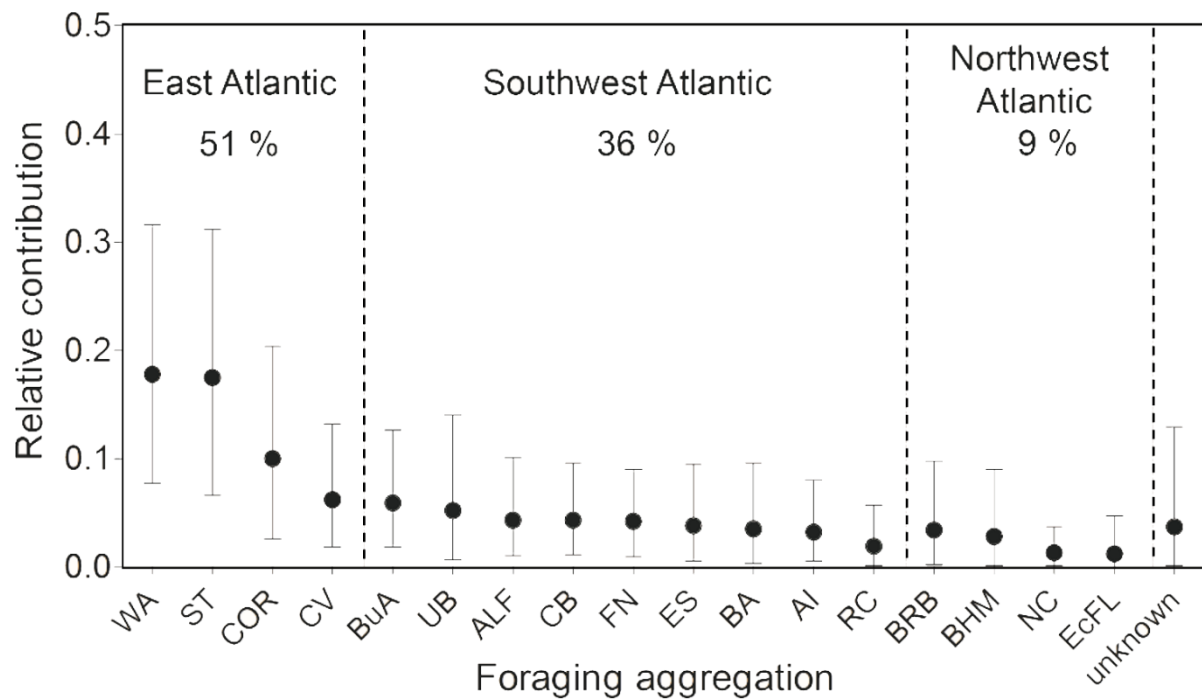 0.5
0.4
0.3
0.2
0.1
0.0
Relative contribution
East Atlantic
51 %
Southwest Atlantic
36 %
Northwest
Atlantic
9 %
WA
ST
COR
CV
BuA
UB
ALF
CB
FN
ES
BA
AI
RC
BRB
BHM
NC
EcFL
unknown
Foraging aggregation